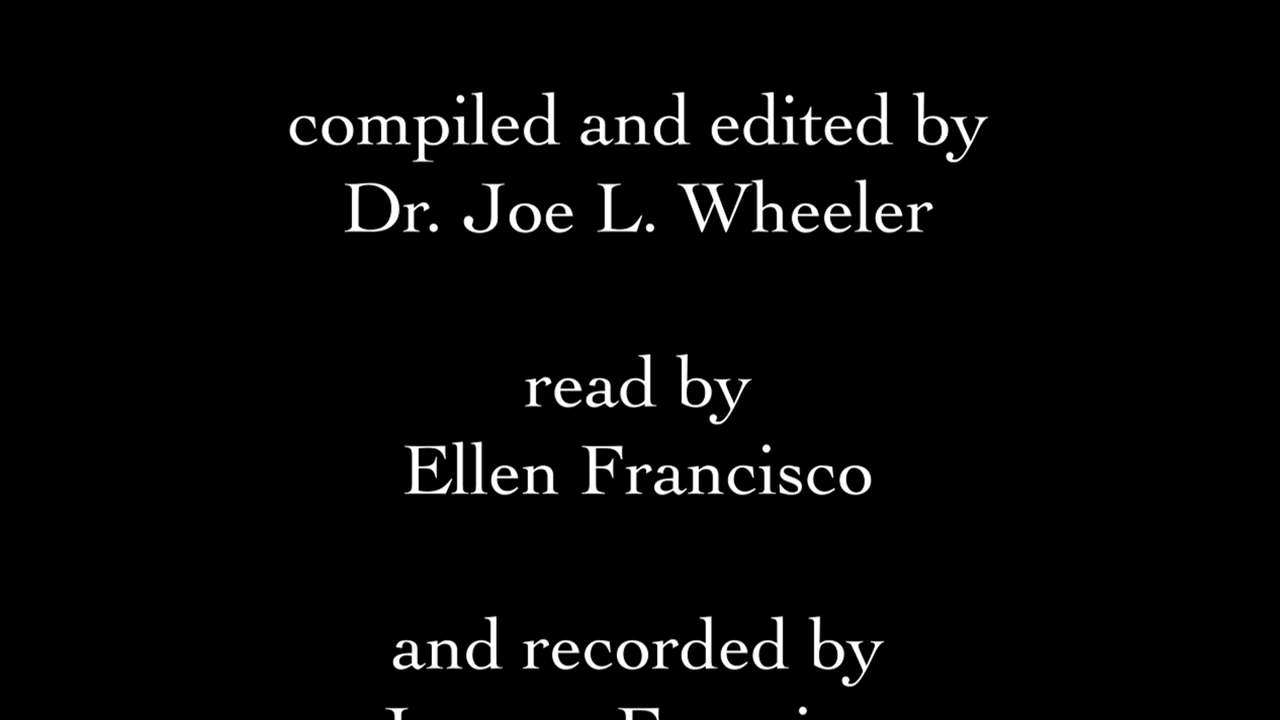 compiled and edited by
Dr. Joe L. Wheeler
read by
Ellen Francisco
and recorded by